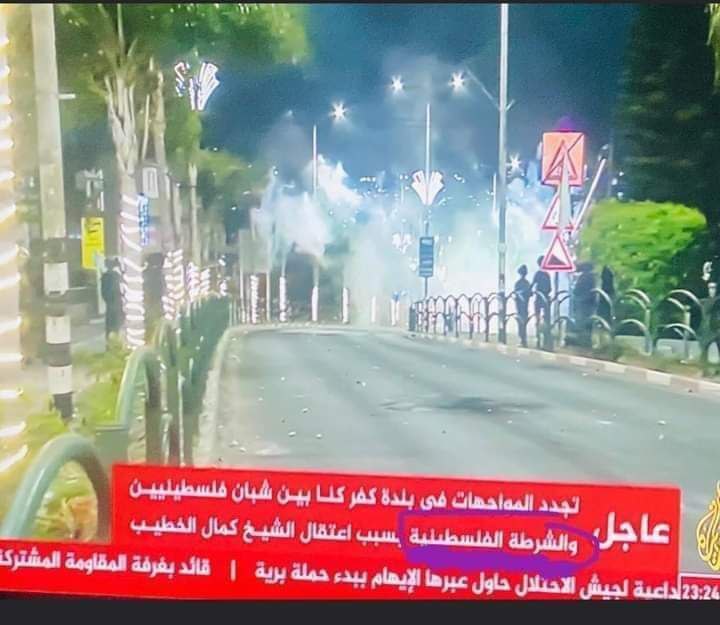 تجدد المواجهات في بلدة كفر كنا بين شبان فلسطينيين
عاجل
والشرطة الفلسطينية بسبب اعتقال الشيخ كمال الخطيب
داعية لجيش الاحتلال حاول عبرها الإيهام ببدء حملة برية | قائد بغرفة المقاومة المشتركة
23:24